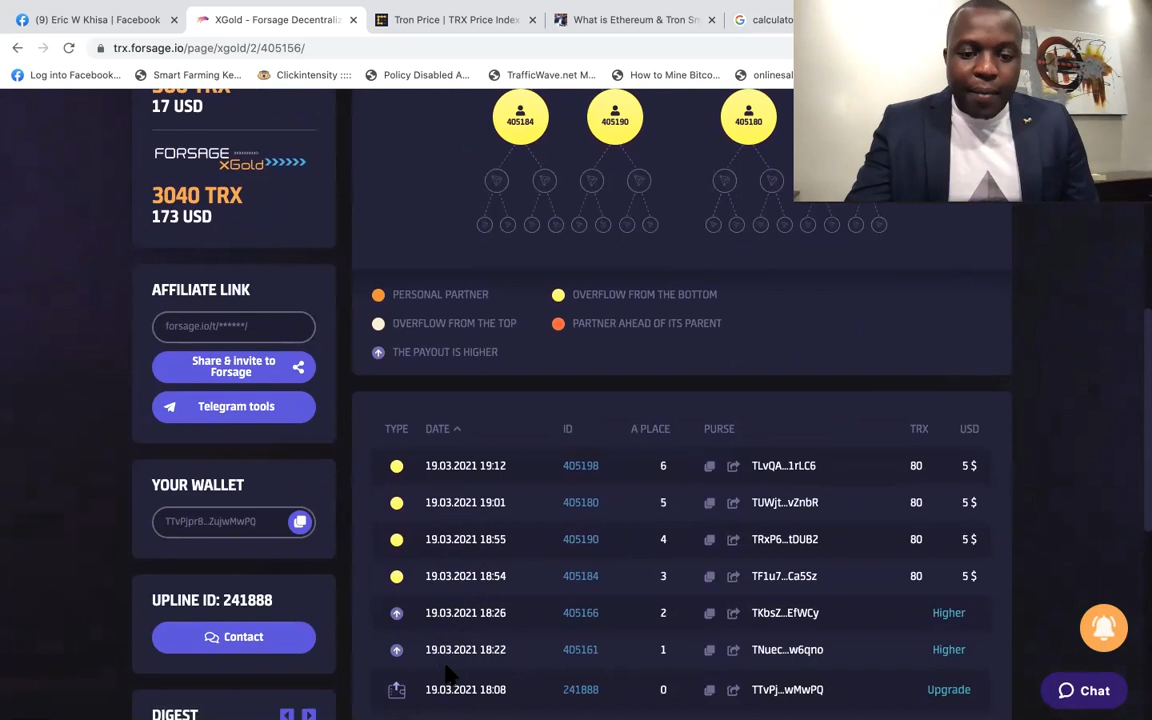 (9) Eric W Khisa | Facebook
XGold - Forsage Decentraliz
Tron Price | TRX Price Index
What is Ethereum & Tron Sm
calculato
trx.forsage.io/page/xgold/2/405156/
Log into Facebook...
Smart Farming Ke...
Clickintensity ::::
Policy Disabled A...
TrafficWave.net M...
How to Mine Bitco...
onlinesal
17 USD
FORSAGE
xGold
3040 TRX
173 USD
AFFILIATE LINK
forsage.io/t/******/
Share & invite to
Forsage
Telegram tools
YOUR WALLET
TTvPjprB...ZujwMwPQ
UPLINE ID: 241888
Contact
DIGEST
405184
405190
405180
PERSONAL PARTNER
OVERFLOW FROM THE BOTTOM
OVERFLOW FROM THE TOP
PARTNER AHEAD OF ITS PARENT
THE PAYOUT IS HIGHER
TYPE DATE ID A PLACE PURSE TRX USD
19.03.2021 19:12 405198 6 TLvQA...1rLC6 80 5 $
19.03.2021 19:01 405180 5 TUWjt...vZnbR 80 5 $
19.03.2021 18:55 405190 4 TRxP6...tDUB2 80 5 $
19.03.2021 18:54 405184 3 TF1u7...Ca5Sz 80 5 $
19.03.2021 18:26 405166 2 TKbsZ...EfWCy Higher
19.03.2021 18:22 405161 1 TNuec...w6qno Higher
19.03.2021 18:08 241888 0 TTvPj...wMwPQ Upgrade
Chat